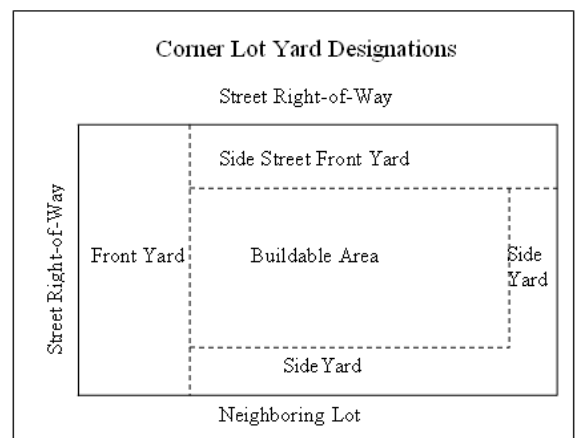 Corner Lot Yard Designations
Street Right-of-Way
Side Street Front Yard
Street Right-of-Way
Front Yard
Buildable Area
Side
Yard
Side Yard
Neighboring Lot